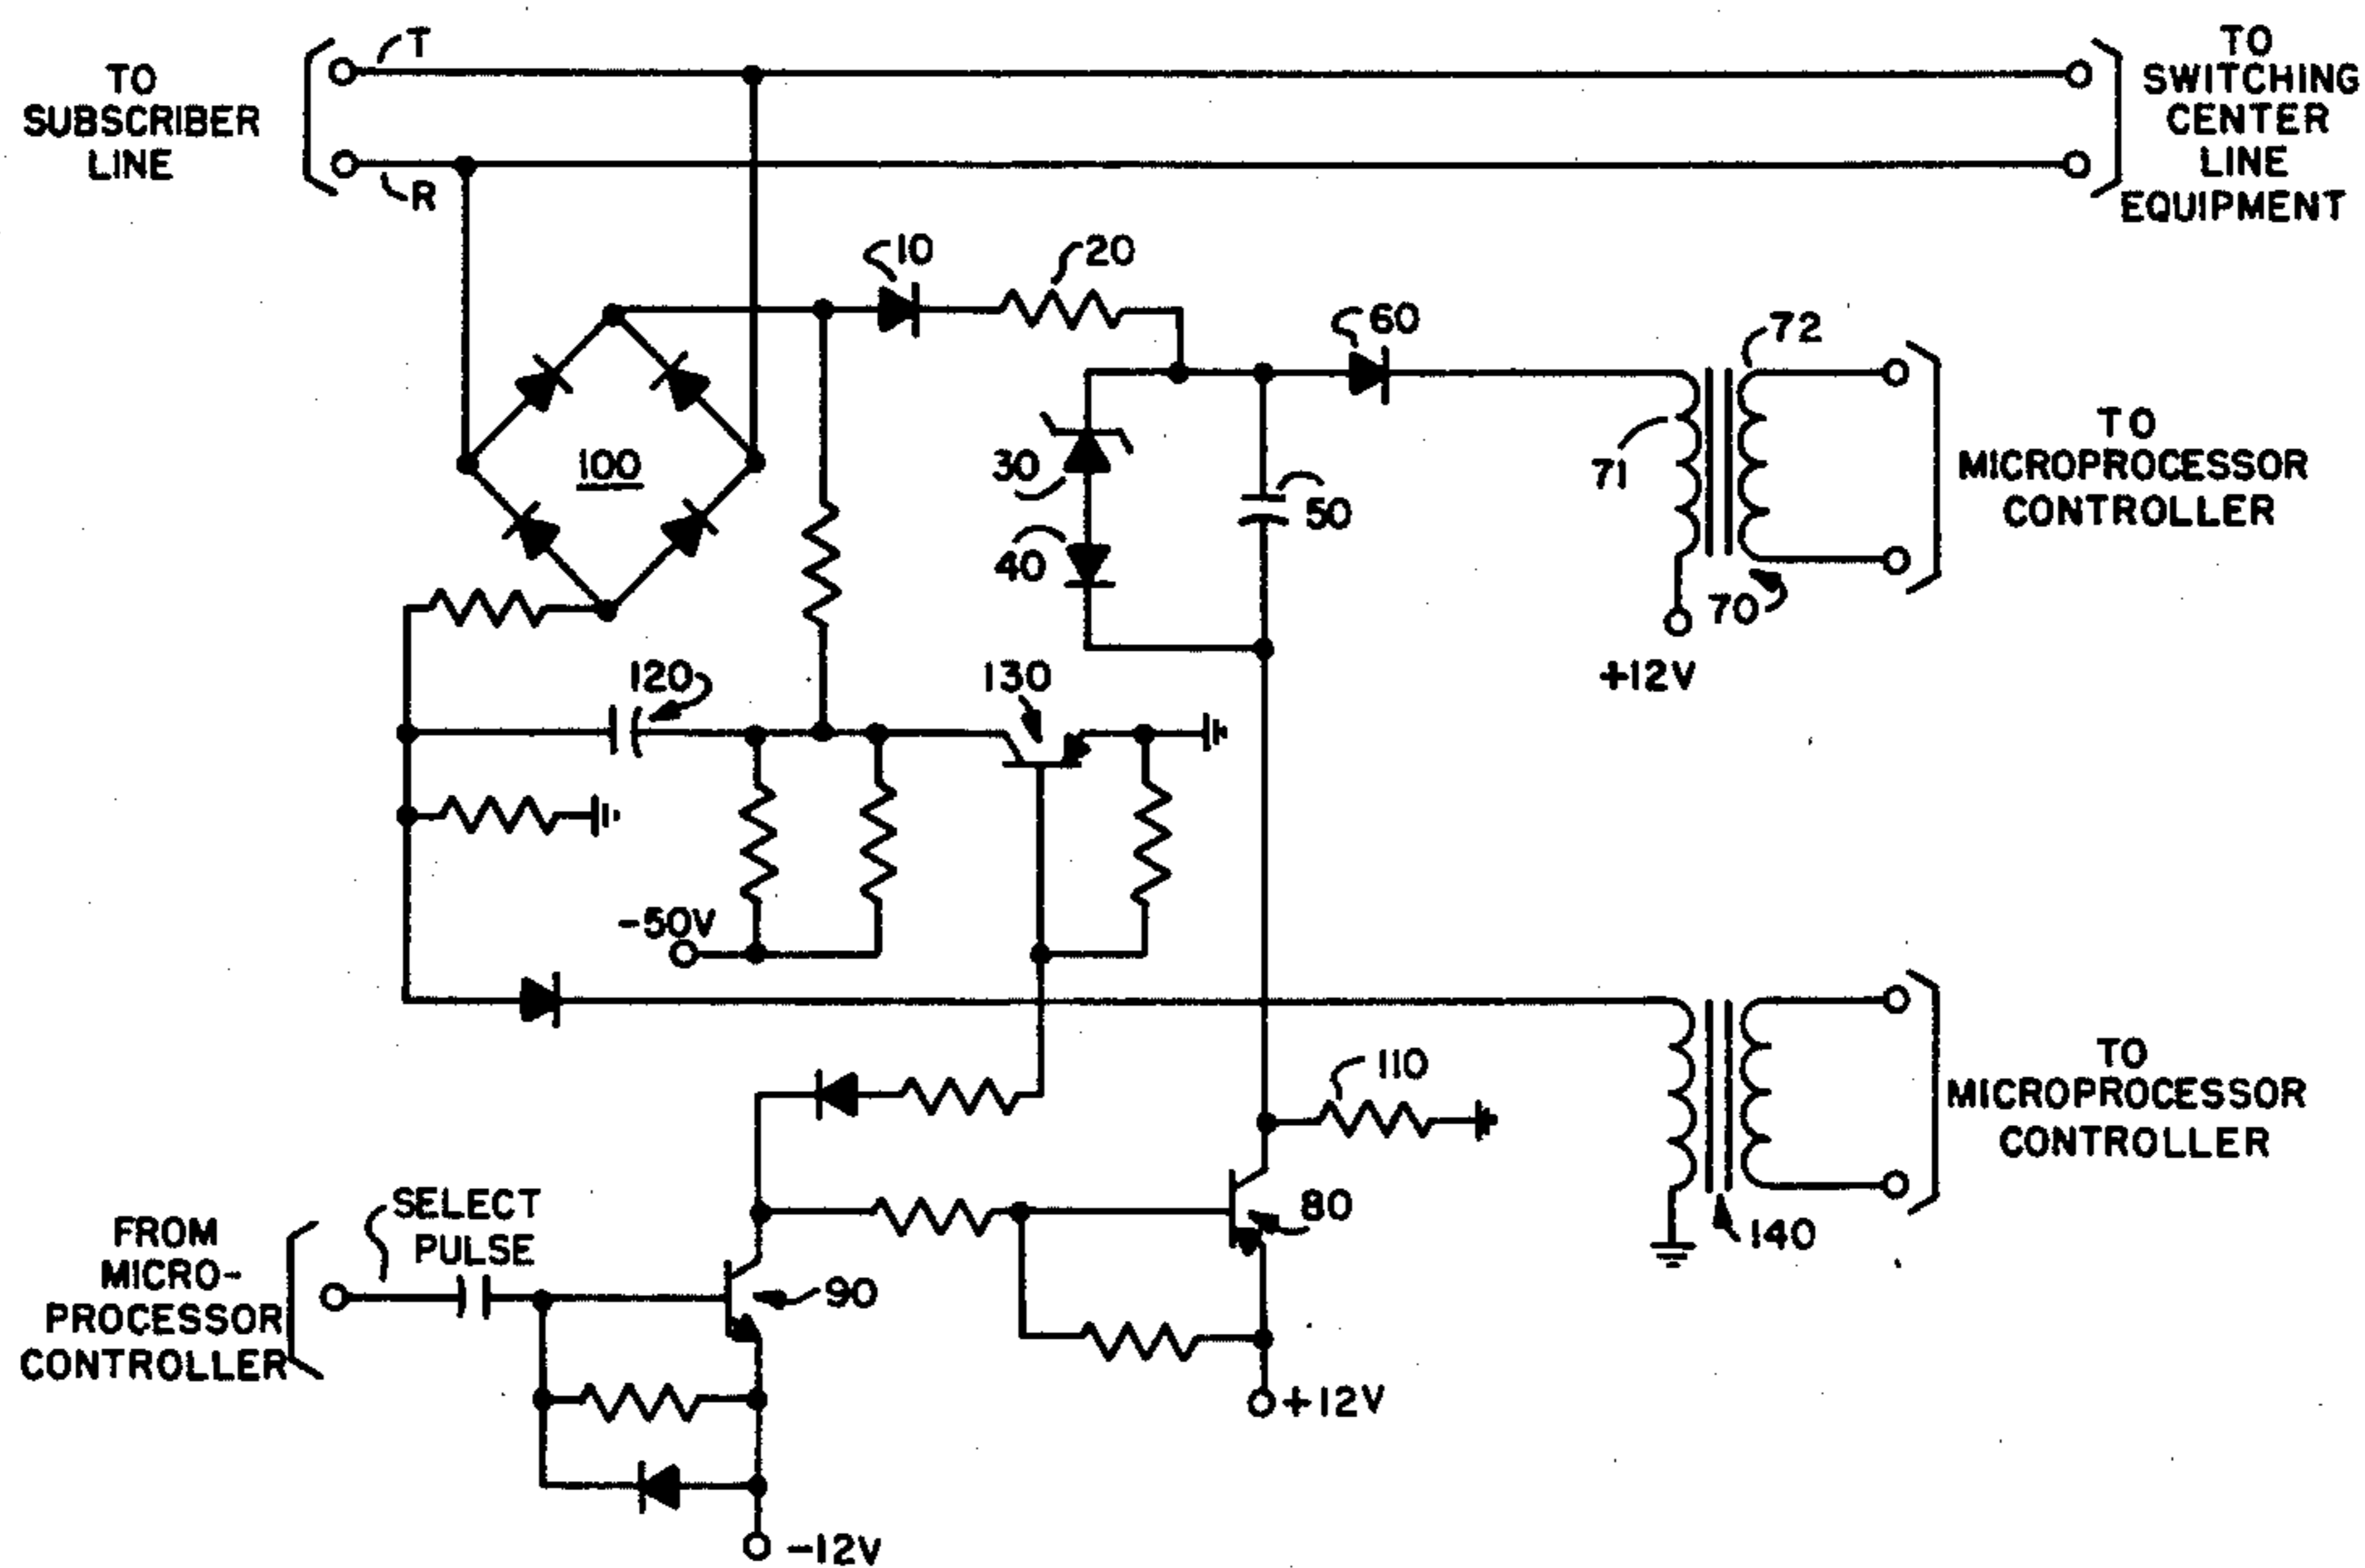 TO
SUBSCRIBER
LINE
T
R
TO
SWITCHING
CENTER
LINE
EQUIPMENT
10
20
60
72
100
30
40
50
71
70
+12V
TO
MICROPROCESSOR
CONTROLLER
120
130
-50V
110
TO
MICROPROCESSOR
CONTROLLER
140
80
90
SELECT
PULSE
FROM
MICRO-
PROCESSOR
CONTROLLER
+12V
-12V